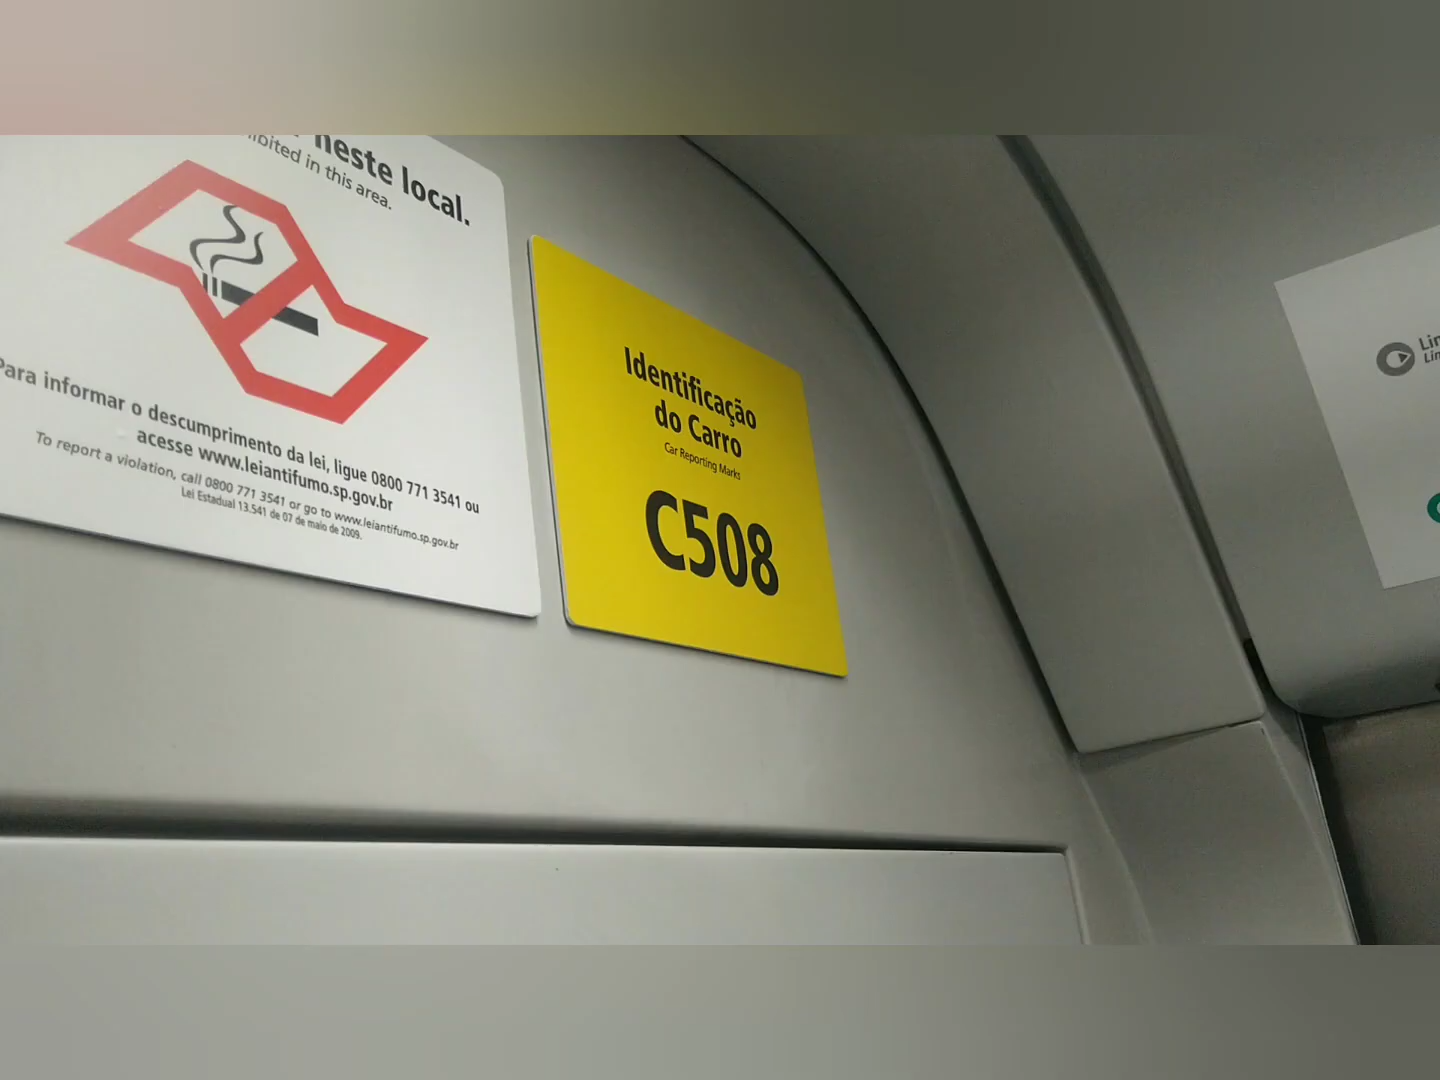 neste local.
in this area.
Para informar o descumprimento da lei, ligue 0800 771 3541 ou
acesse www.leiantifumo.sp.gov.br
To report a violation, call 0800 771 3541 or go to www.leiantifumo.sp.gov.br
Lei Estadual 13.541 de 07 de maio de 2009.
Identificação
do Carro
Car Reporting Marks
C508